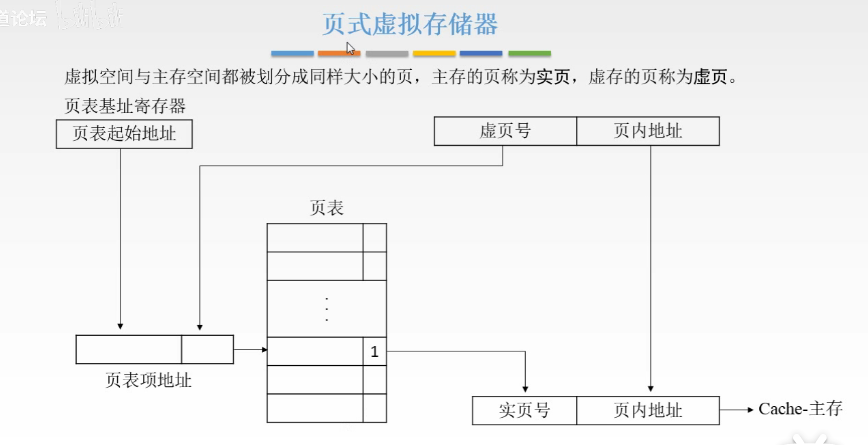 道论坛
页式虚拟存储器
虚拟空间与主存空间都被划分成同样大小的页，主存的页称为实页，虚存的页称为虚页。
页表基址寄存器
页表起始地址
虚页号 页内地址
页表
1
页表项地址
实页号 页内地址
Cache-主存